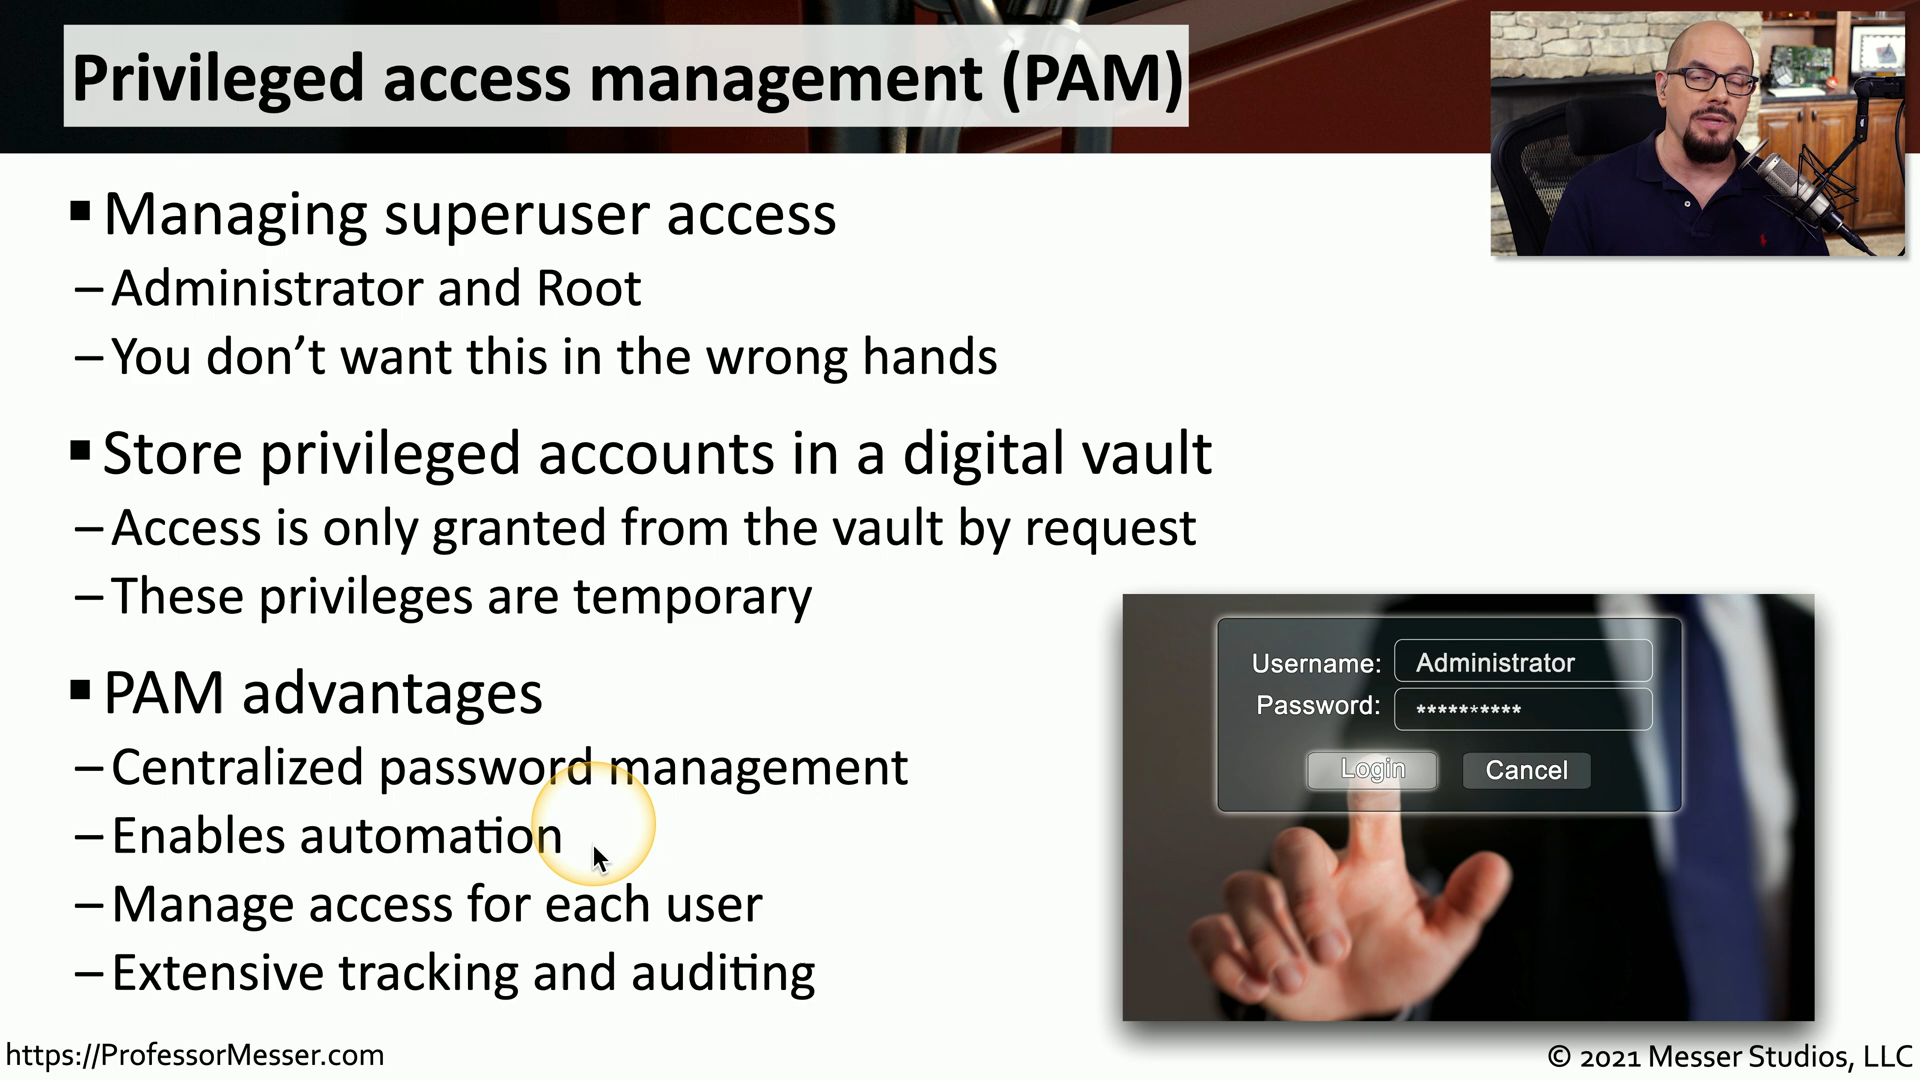 Privileged access management (PAM)
▪ Managing superuser access
– Administrator and Root
– You don’t want this in the wrong hands
▪ Store privileged accounts in a digital vault
– Access is only granted from the vault by request
– These privileges are temporary
▪ PAM advantages
– Centralized password management
– Enables automation
– Manage access for each user
– Extensive tracking and auditing
Username: Administrator
Password: **********
Login Cancel
https://ProfessorMesser.com
© 2021 Messer Studios, LLC